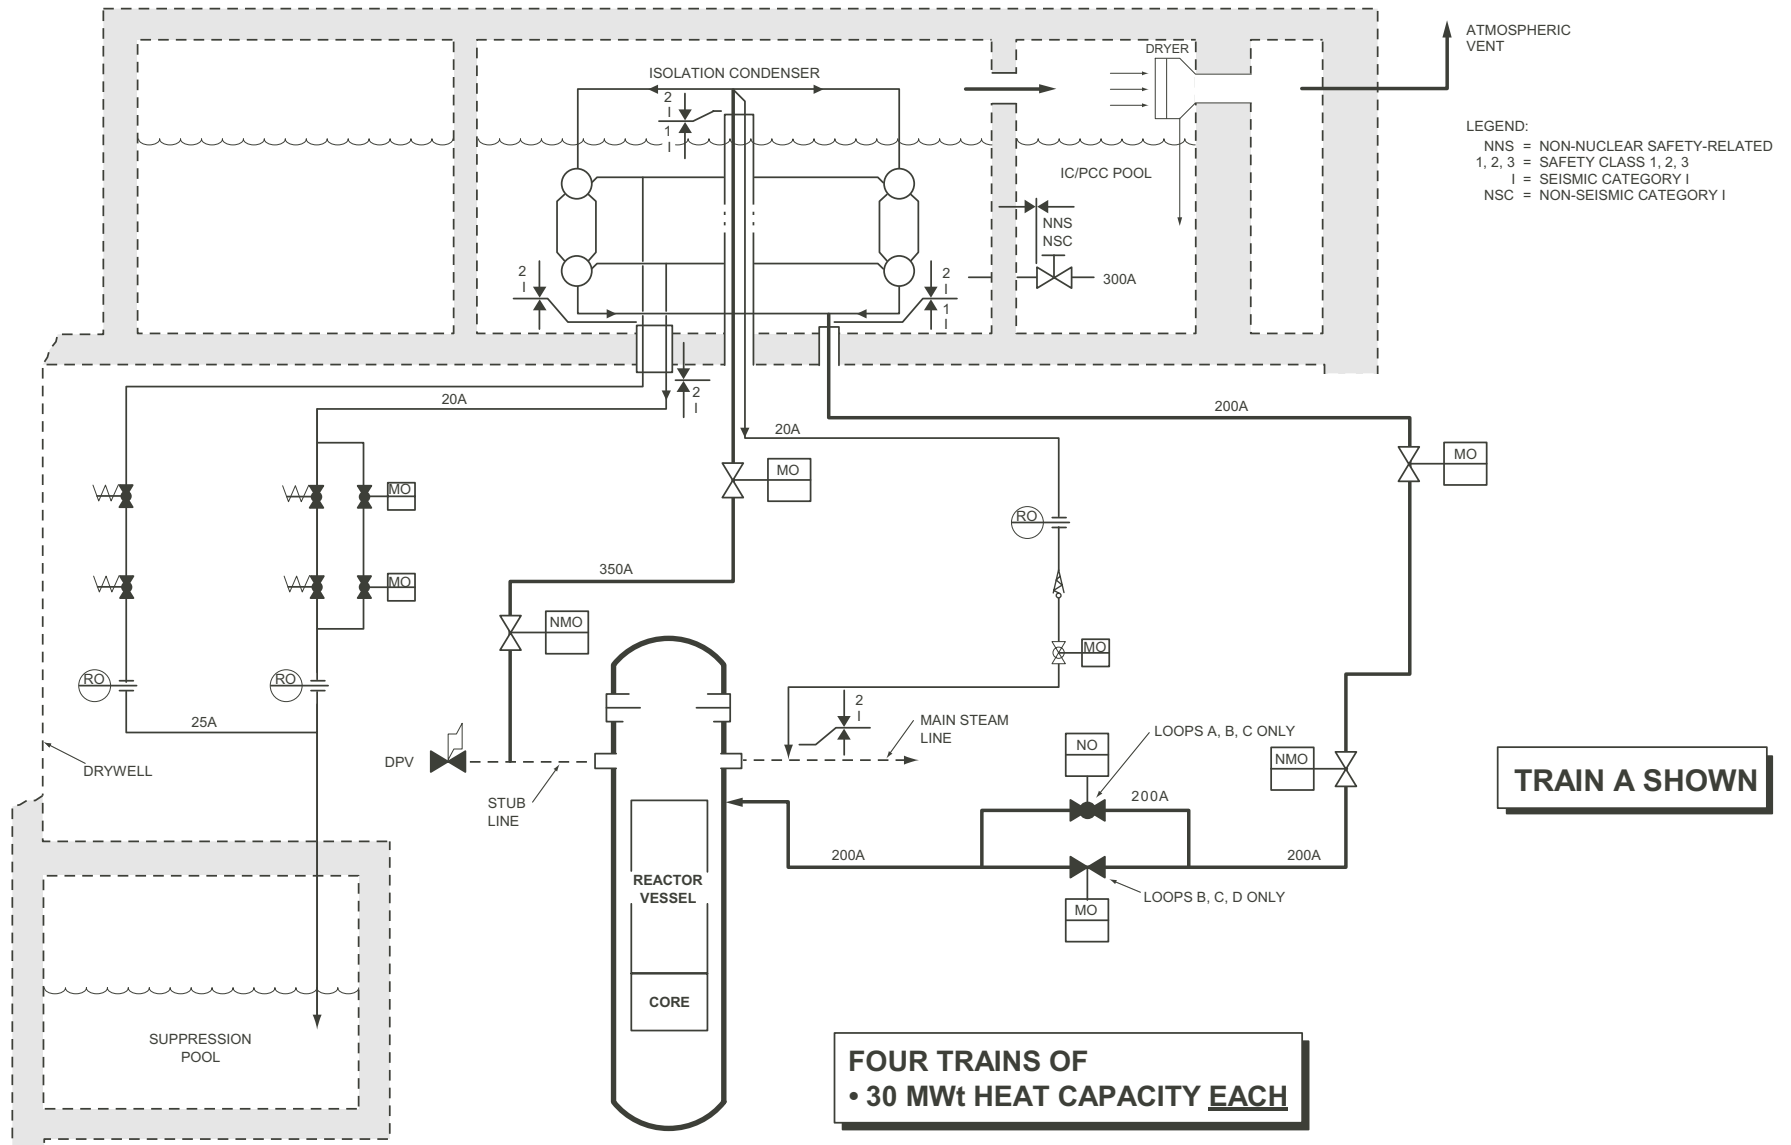 ATMOSPHERIC
VENT
DRYER
ISOLATION CONDENSER
2
I
1
I
LEGEND:
NNS = NON-NUCLEAR SAFETY-RELATED
1, 2, 3 = SAFETY CLASS 1, 2, 3
I = SEISMIC CATEGORY I
NSC = NON-SEISMIC CATEGORY I
IC/PCC POOL
NNS
NSC
300A
2
I
2
I
1
I
2
I
20A
200A
20A
MO
MO
MO
RO
MO
350A
NMO
MO
RO
RO
25A
2
I
MAIN STEAM
LINE
LOOPS A, B, C ONLY
NO
NMO
DPV
DRYWELL
200A
TRAIN A SHOWN
STUB
LINE
200A
200A
REACTOR
VESSEL
LOOPS B, C, D ONLY
MO
CORE
SUPPRESSION
POOL
FOUR TRAINS OF
• 30 MWt HEAT CAPACITY EACH